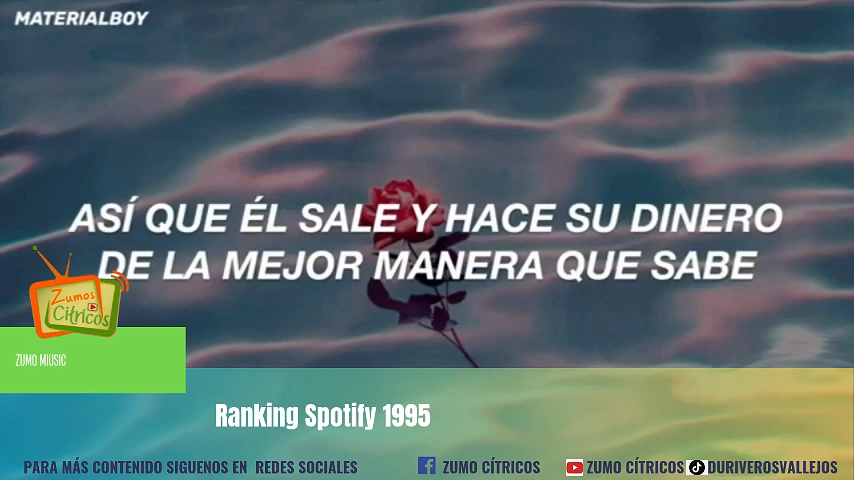 MATERIALBOY
ASÍ QUE ÉL SALE Y HACE SU DINERO
DE LA MEJOR MANERA QUE SABE
Zumos
Cítricos
ZUMO MIUSIC
Ranking Spotify 1995
PARA MÁS CONTENIDO SIGUENOS EN REDES SOCIALES
ZUMO CÍTRICOS
ZUMO CÍTRICOS
DURIVEROSVALLEJOS